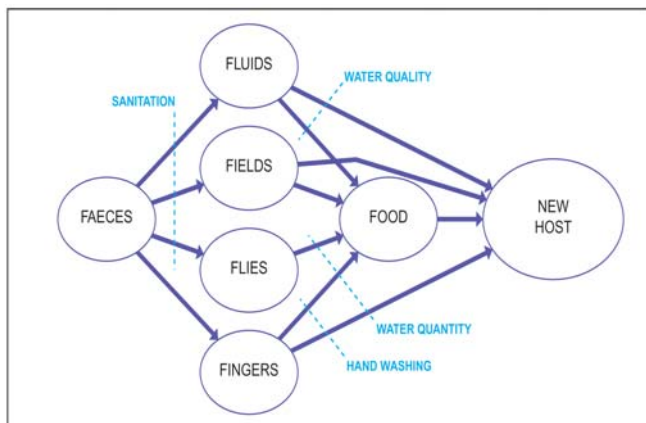 FLUIDS
WATER QUALITY
SANITATION
FIELDS
FAECES
FOOD
NEW
HOST
FLIES
WATER QUANTITY
HAND WASHING
FINGERS